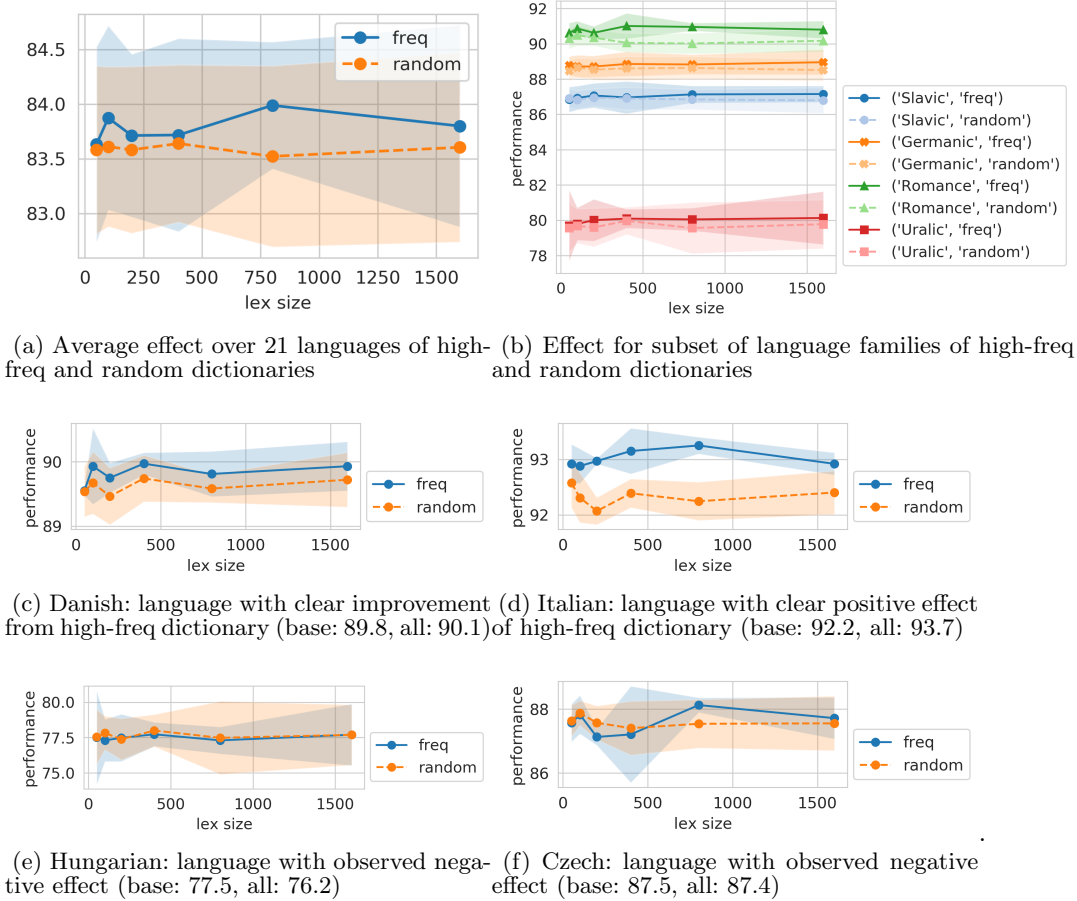 84.5
84.0
83.5
83.0
0 250 500 750 1000 1250 1500
lex size
freq
random
92
90
88
86
84
82
80
78
performance
0 500 1000 1500
lex size
('Slavic', 'freq')
('Slavic', 'random')
('Germanic', 'freq')
('Germanic', 'random')
('Romance', 'freq')
('Romance', 'random')
('Uralic', 'freq')
('Uralic', 'random')
(a) Average effect over 21 languages of high-
freq and random dictionaries
(b) Effect for subset of language families of high-freq
and random dictionaries
performance
90
89
0 500 1000 1500
lex size
freq
random
performance
93
92
0 500 1000 1500
lex size
freq
random
(c) Danish: language with clear improvement
from high-freq dictionary (base: 89.8, all: 90.1)
(d) Italian: language with clear positive effect
of high-freq dictionary (base: 92.2, all: 93.7)
performance
80.0
77.5
75.0
0 500 1000 1500
lex size
freq
random
performance
88
86
0 500 1000 1500
lex size
freq
random
.
(e) Hungarian: language with observed nega-
tive effect (base: 77.5, all: 76.2)
(f) Czech: language with observed negative
effect (base: 87.5, all: 87.4)